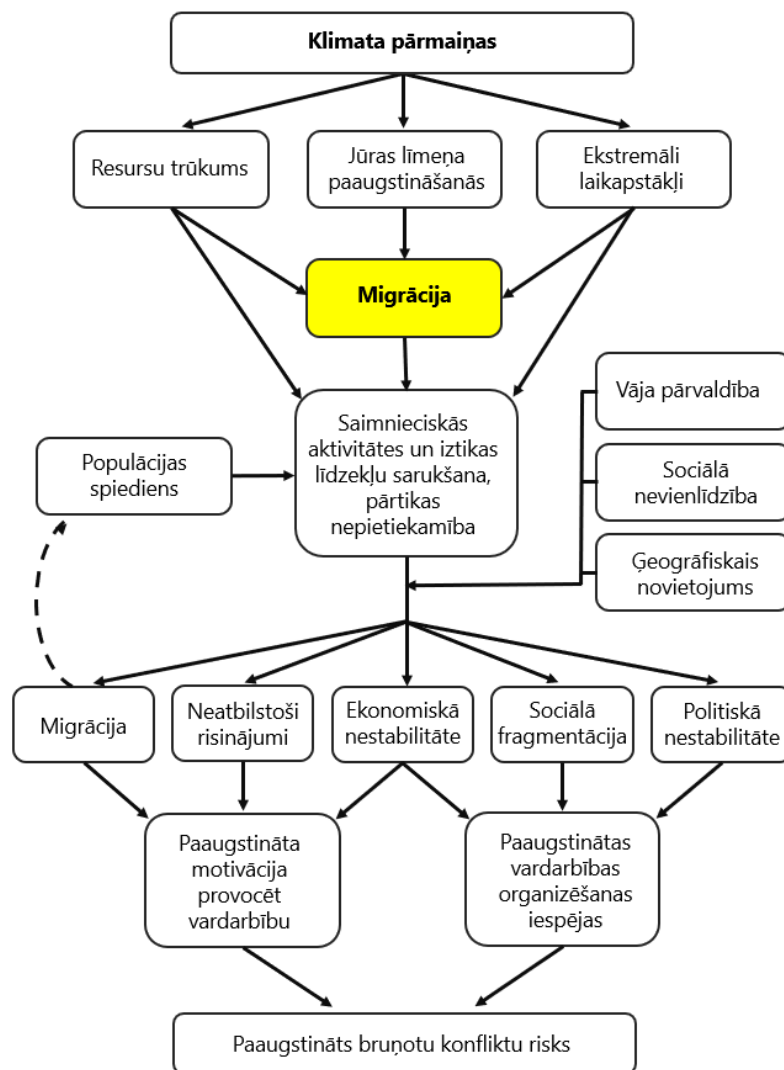 Klimata pārmaiņas
Resursu trūkums
Jūras līmeņa
paaugstināšanās
Ekstremāli
laikapstākļi
Migrācija
Saimnieciskās
aktivitātes un iztikas
līdzekļu sarukšana,
pārtikas
nepietiekamība
Populācijas
spiediens
Vāja pārvaldība
Sociālā
nevienlīdzība
Ģeogrāfiskais
novietojums
Migrācija
Neatbilstoši
risinājumi
Ekonomiskā
nestabilitāte
Sociālā
fragmentācija
Politiskā
nestabilitāte
Paaugstināta
motivācija
provocēt
vardarbību
Paaugstinātas
vardarbības
organizēšanas
iespējas
Paaugstināts bruņotu konfliktu risks